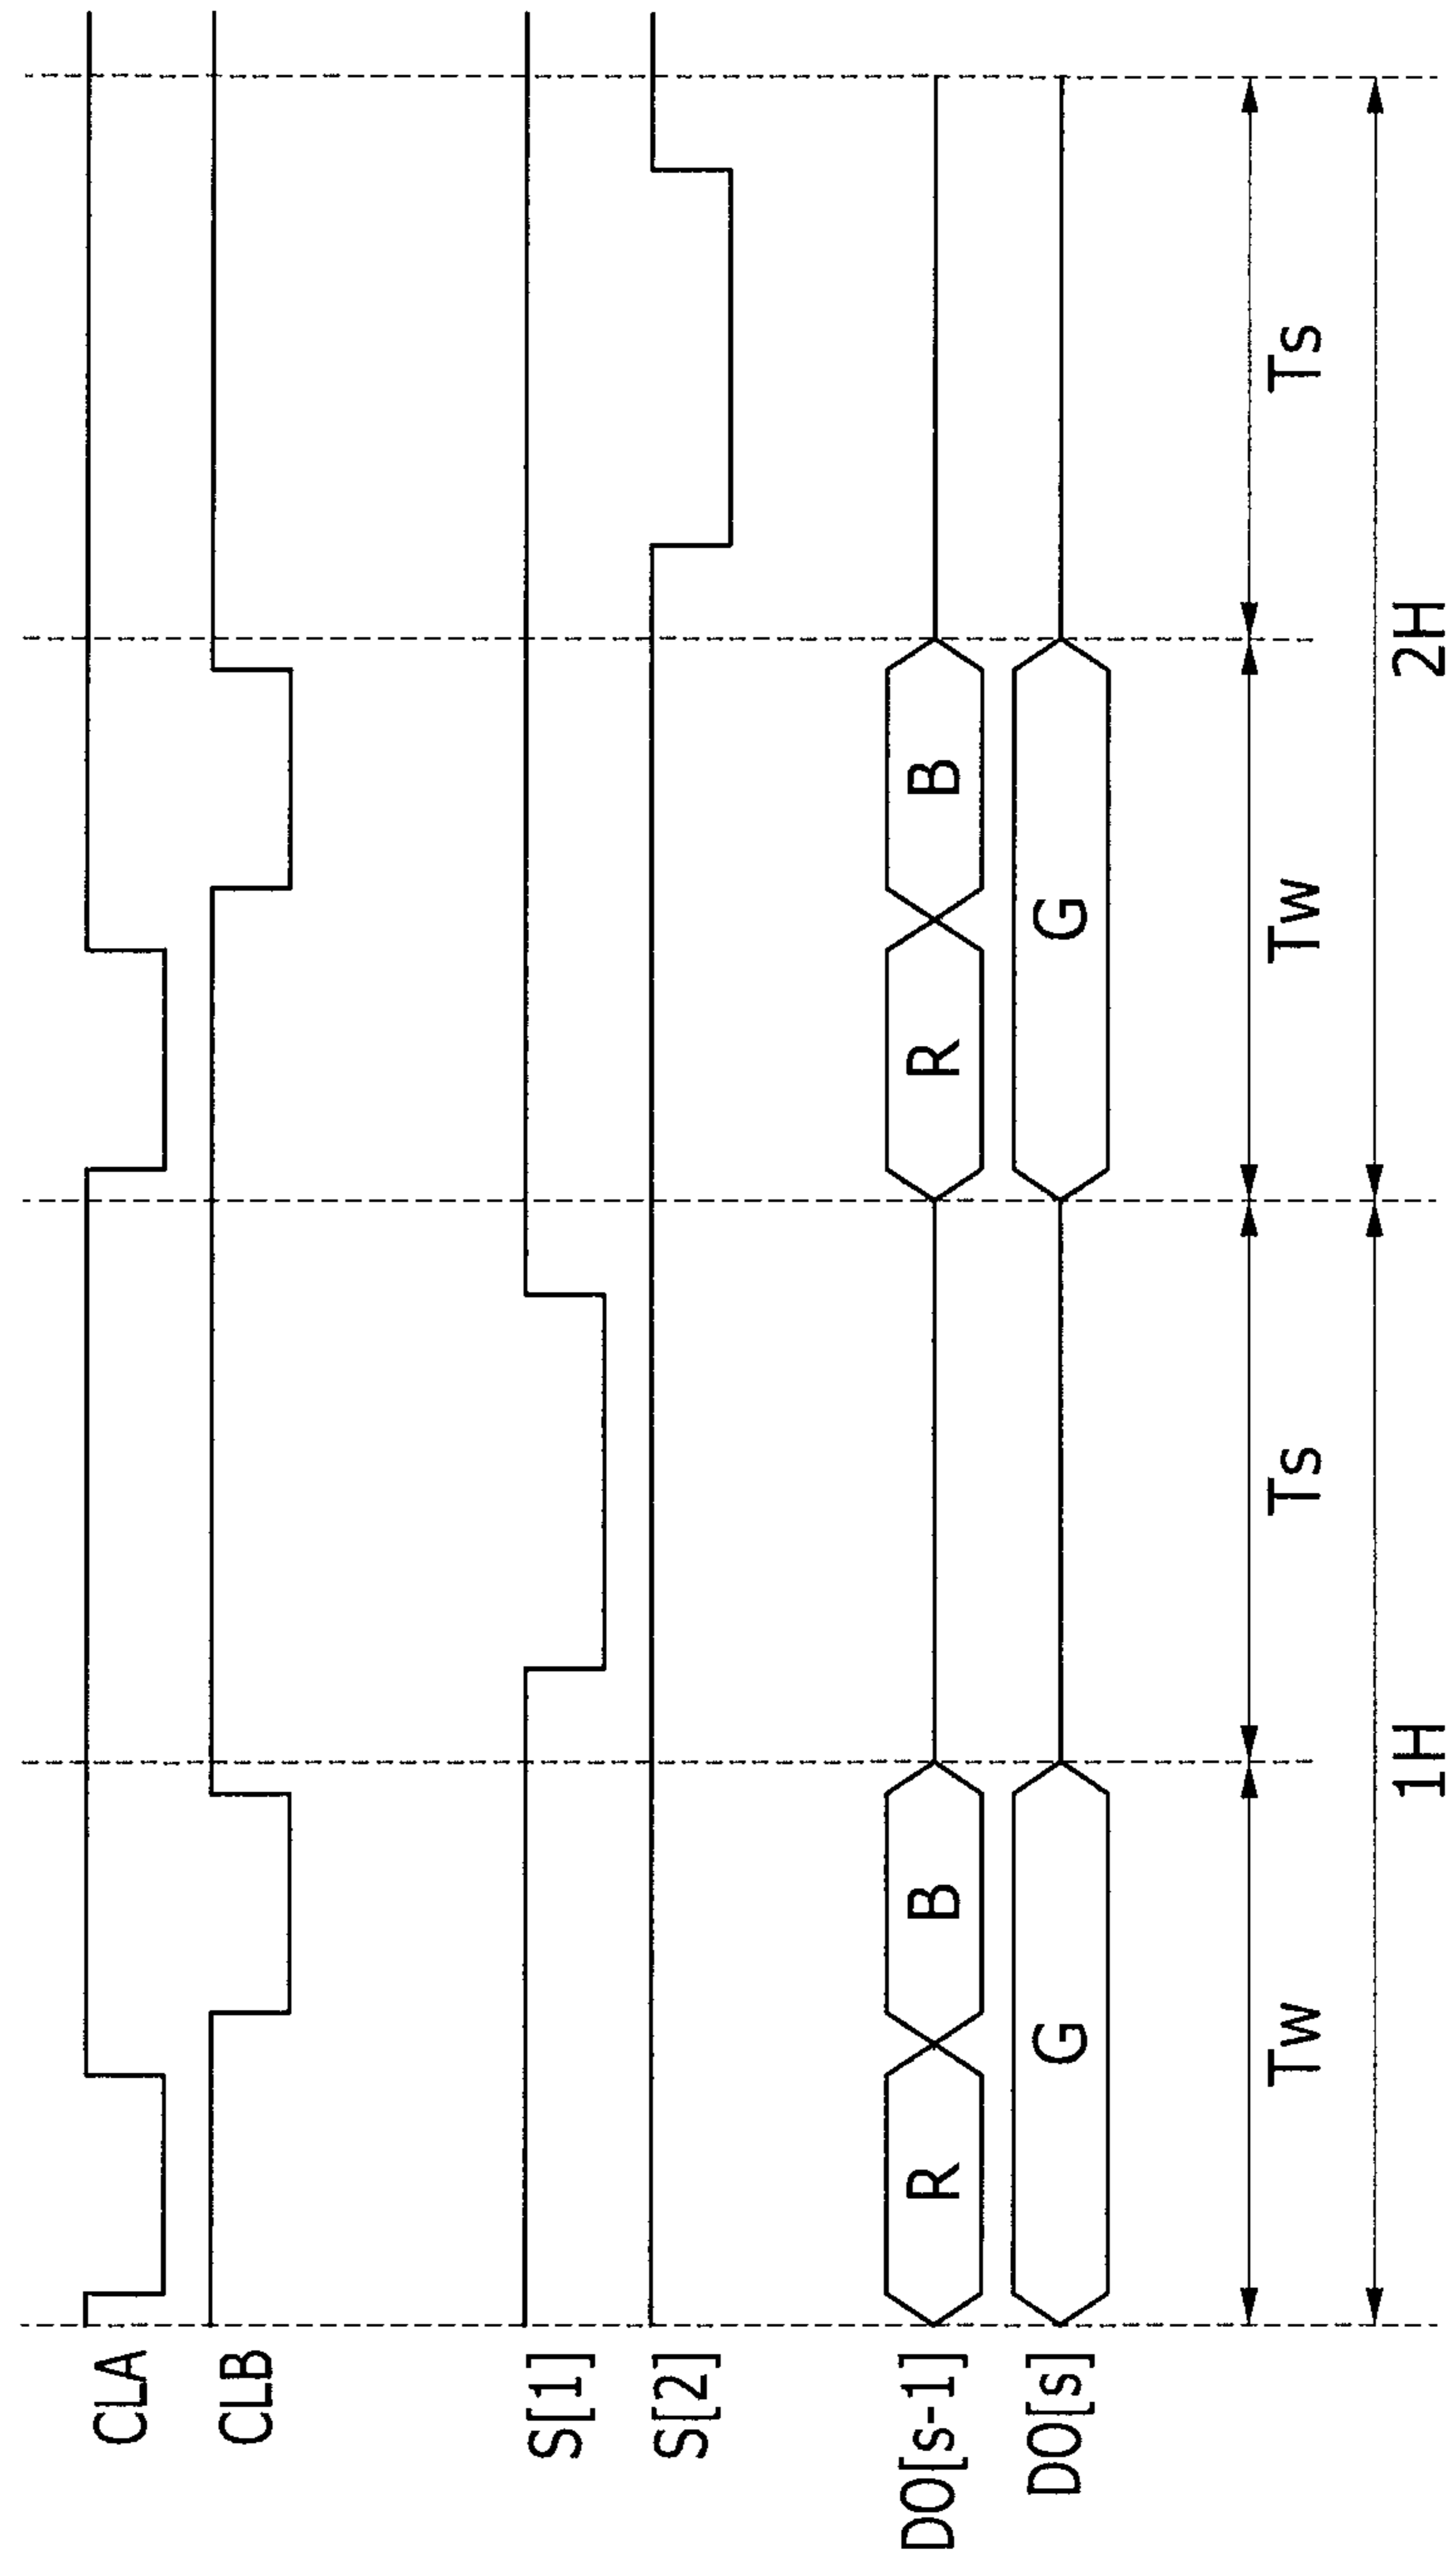 CLA
CLB
S[1]
S[2]
DO[s-1] R B R B
DO[s] G G
Tw Ts Tw Ts
1H 2H